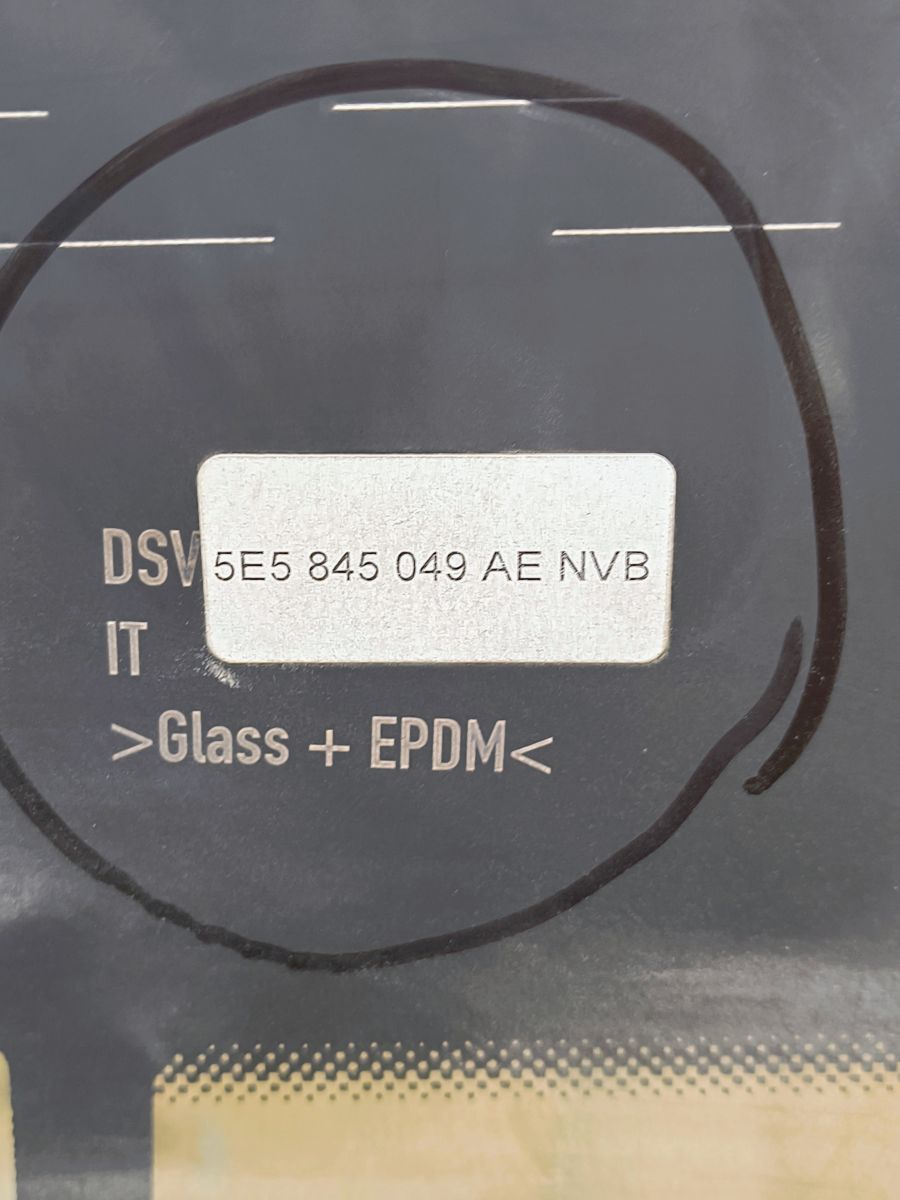 DSV
5E5 845 049 AE NVB
IT
>Glass + EPDM<